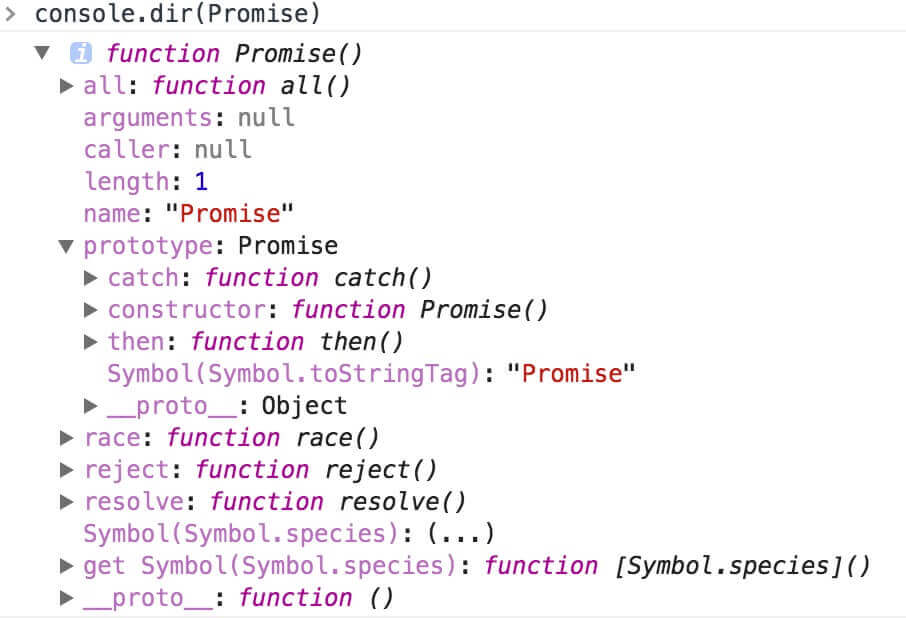 > console.dir(Promise)
▼ i function Promise()
▶ all: function all()
arguments: null
caller: null
length: 1
name: "Promise"
▼ prototype: Promise
▶ catch: function catch()
▶ constructor: function Promise()
▶ then: function then()
Symbol(Symbol.toStringTag): "Promise"
▶ __proto__: Object
▶ race: function race()
▶ reject: function reject()
▶ resolve: function resolve()
Symbol(Symbol.species): (...)
▶ get Symbol(Symbol.species): function [Symbol.species]()
▶ __proto__: function ()